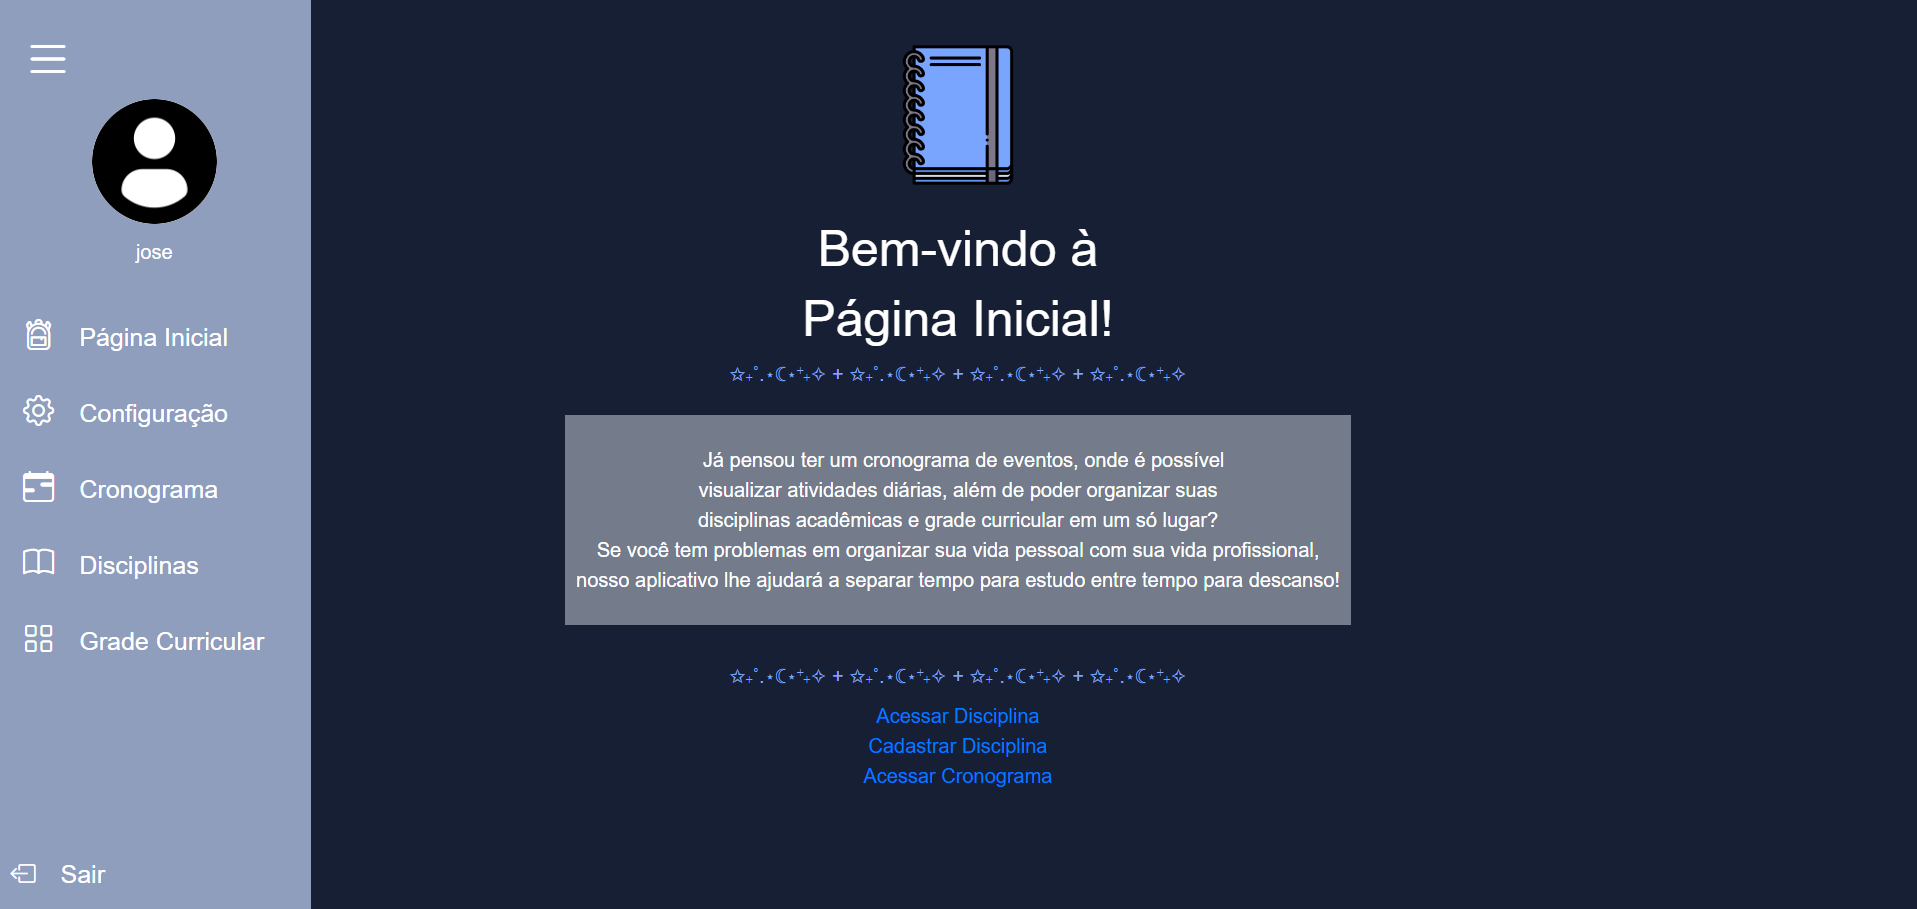 jose
Página Inicial
Configuração
Cronograma
Disciplinas
Grade Curricular
Sair
Bem-vindo à
Página Inicial!
☆₊˚.⋆☾⋆⁺₊✧ + ☆₊˚.⋆☾⋆⁺₊✧ + ☆₊˚.⋆☾⋆⁺₊✧ + ☆₊˚.⋆☾⋆⁺₊✧
Já pensou ter um cronograma de eventos, onde é possível
visualizar atividades diárias, além de poder organizar suas
disciplinas acadêmicas e grade curricular em um só lugar?
Se você tem problemas em organizar sua vida pessoal com sua vida profissional,
nosso aplicativo lhe ajudará a separar tempo para estudo entre tempo para descanso!
☆₊˚.⋆☾⋆⁺₊✧ + ☆₊˚.⋆☾⋆⁺₊✧ + ☆₊˚.⋆☾⋆⁺₊✧ + ☆₊˚.⋆☾⋆⁺₊✧
Acessar Disciplina
Cadastrar Disciplina
Acessar Cronograma